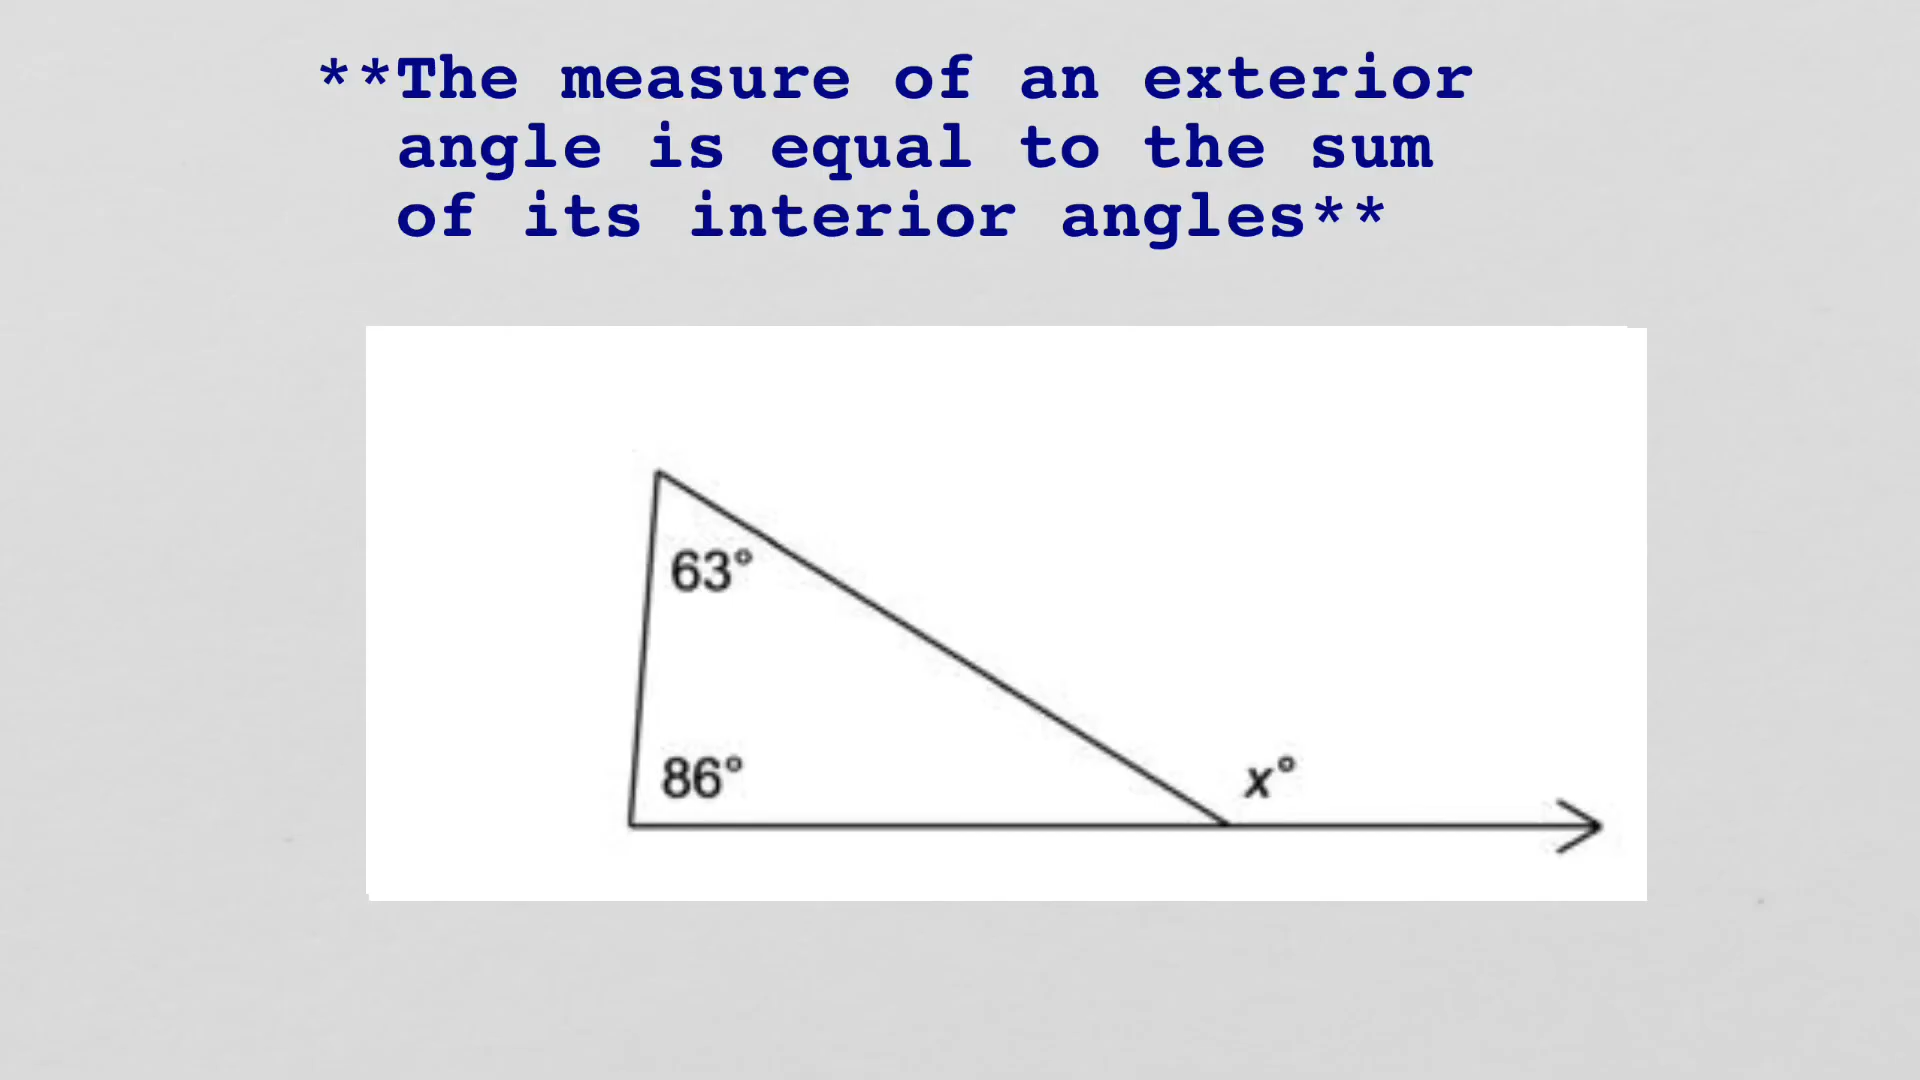 **The measure of an exterior
angle is equal to the sum
of its interior angles**
63°
86°
x°